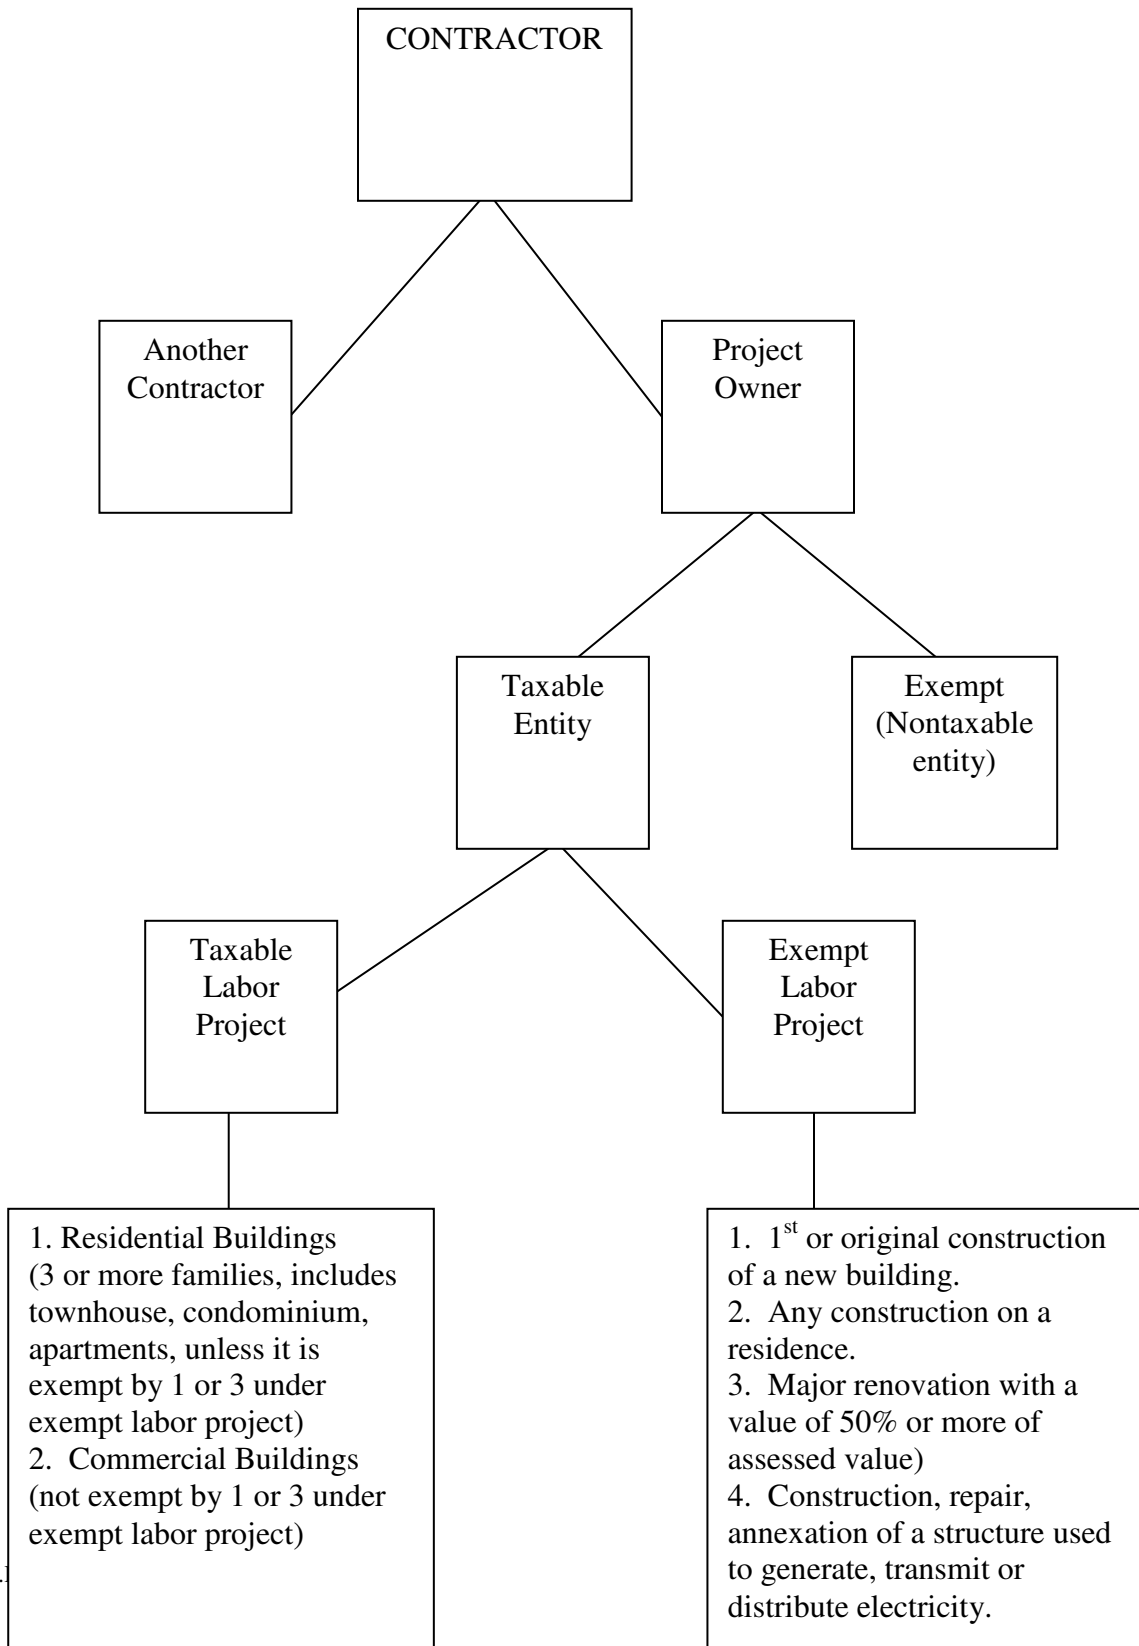 CONTRACTOR
Another
Contractor
Project
Owner
Taxable
Entity
Exempt
(Nontaxable
entity)
Taxable
Labor
Project
Exempt
Labor
Project
1. Residential Buildings
(3 or more families, includes
townhouse, condominium,
apartments, unless it is
exempt by 1 or 3 under
exempt labor project)
2. Commercial Buildings
(not exempt by 1 or 3 under
exempt labor project)
1. 1st or original construction
of a new building.
2. Any construction on a
residence.
3. Major renovation with a
value of 50% or more of
assessed value)
4. Construction, repair,
annexation of a structure used
to generate, transmit or
distribute electricity.